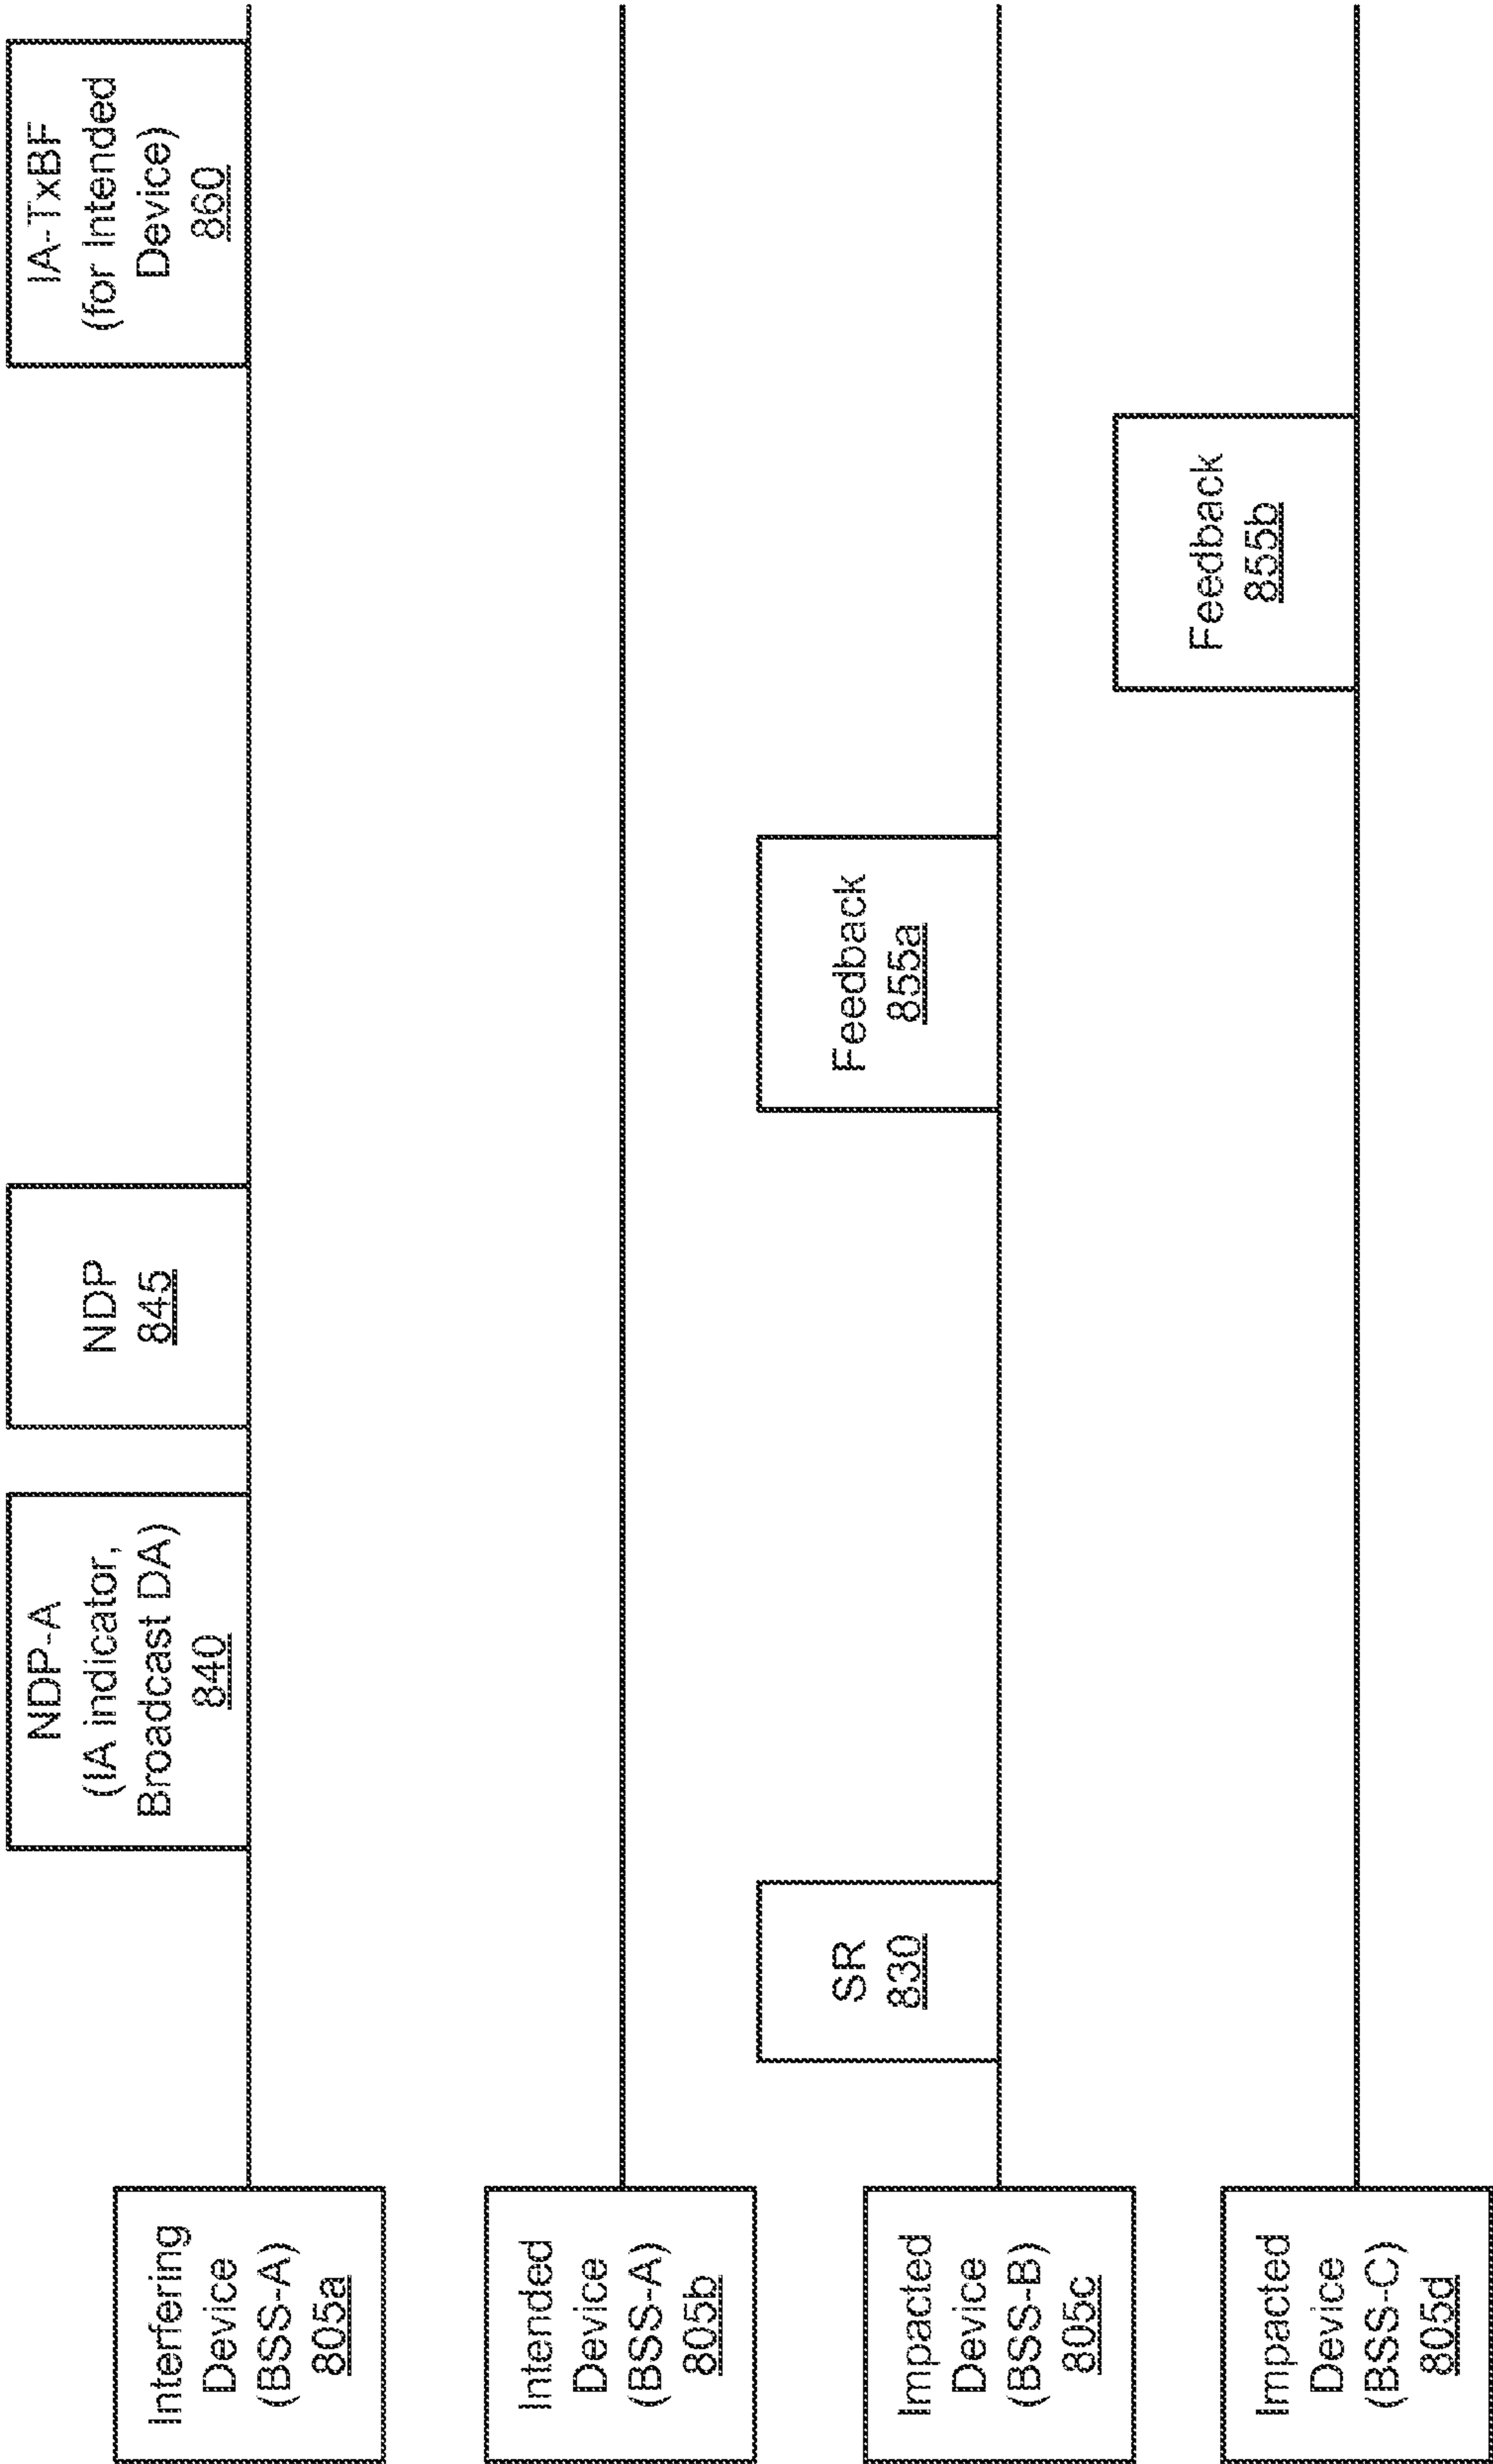 Interfering
Device
(BSS-A)
805a
NDP-A
(IA indicator,
Broadcast DA)
840
NDP
845
IA-TxBF
(for Intended
Device)
860
Intended
Device
(BSS-A)
805b
Impacted
Device
(BSS-B)
805c
SR
830
Feedback
855a
Impacted
Device
(BSS-C)
805d
Feedback
855b